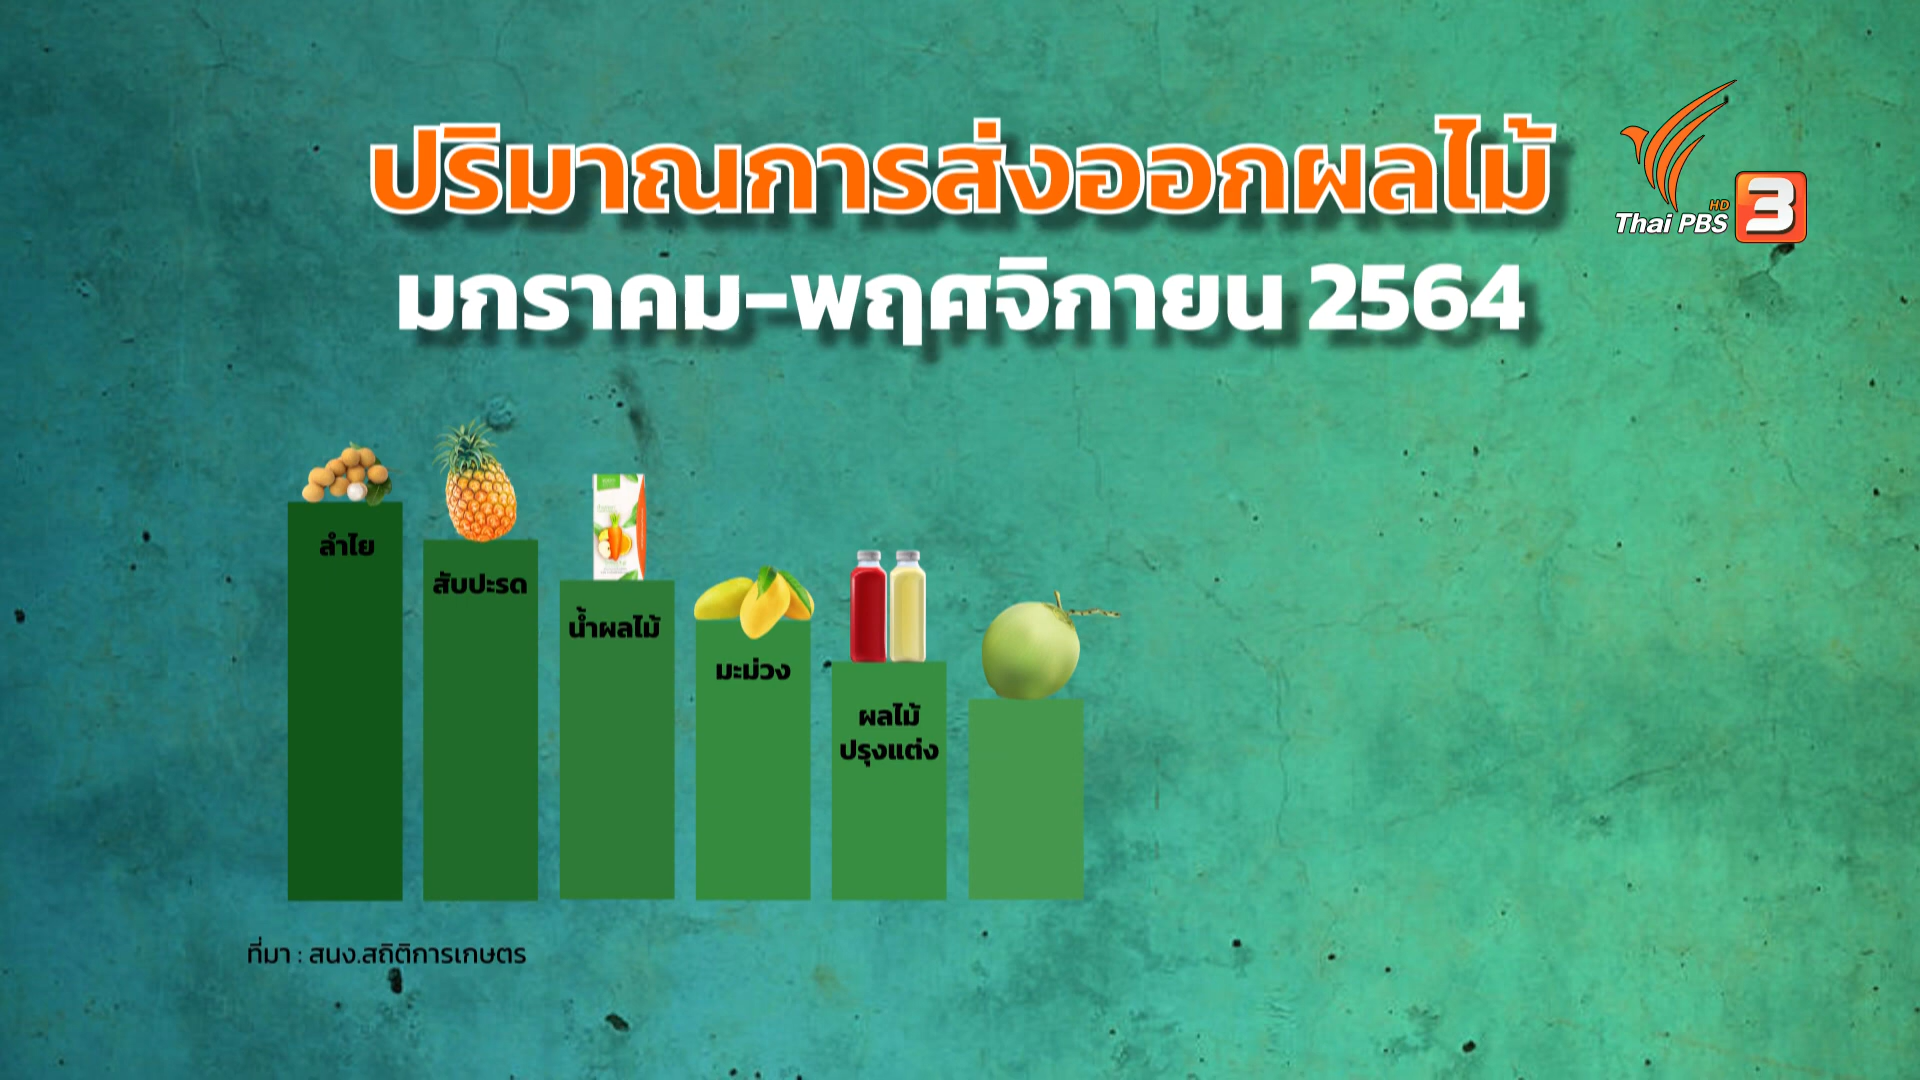 ปริมาณการส่งออกผลไม้
มกราคม-พฤศจิกายน 2564
HD
Thai PBS 3
ลำไย
สับปะรด
น้ำผลไม้
มะม่วง
ผลไม้
ปรุงแต่ง
ที่มา : สนง.สถิติการเกษตร